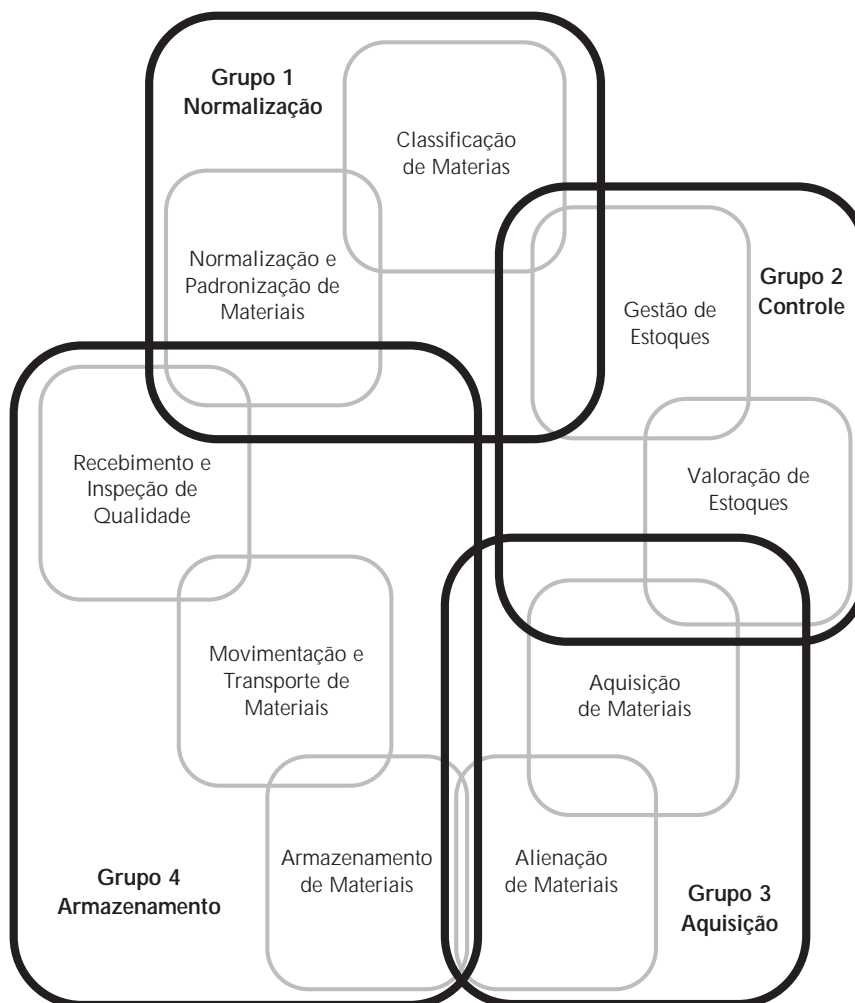 Grupo 1
Normalização
Classificação
de Materias
Normalização e
Padronização de
Materiais
Grupo 2
Controle
Gestão de
Estoques
Valoração de
Estoques
Recebimento e
Inspeção de
Qualidade
Movimentação e
Transporte de
Materiais
Aquisição
de Materiais
Armazenamento
de Materiais
Alienação
de Materiais
Grupo 4
Armazenamento
Grupo 3
Aquisição